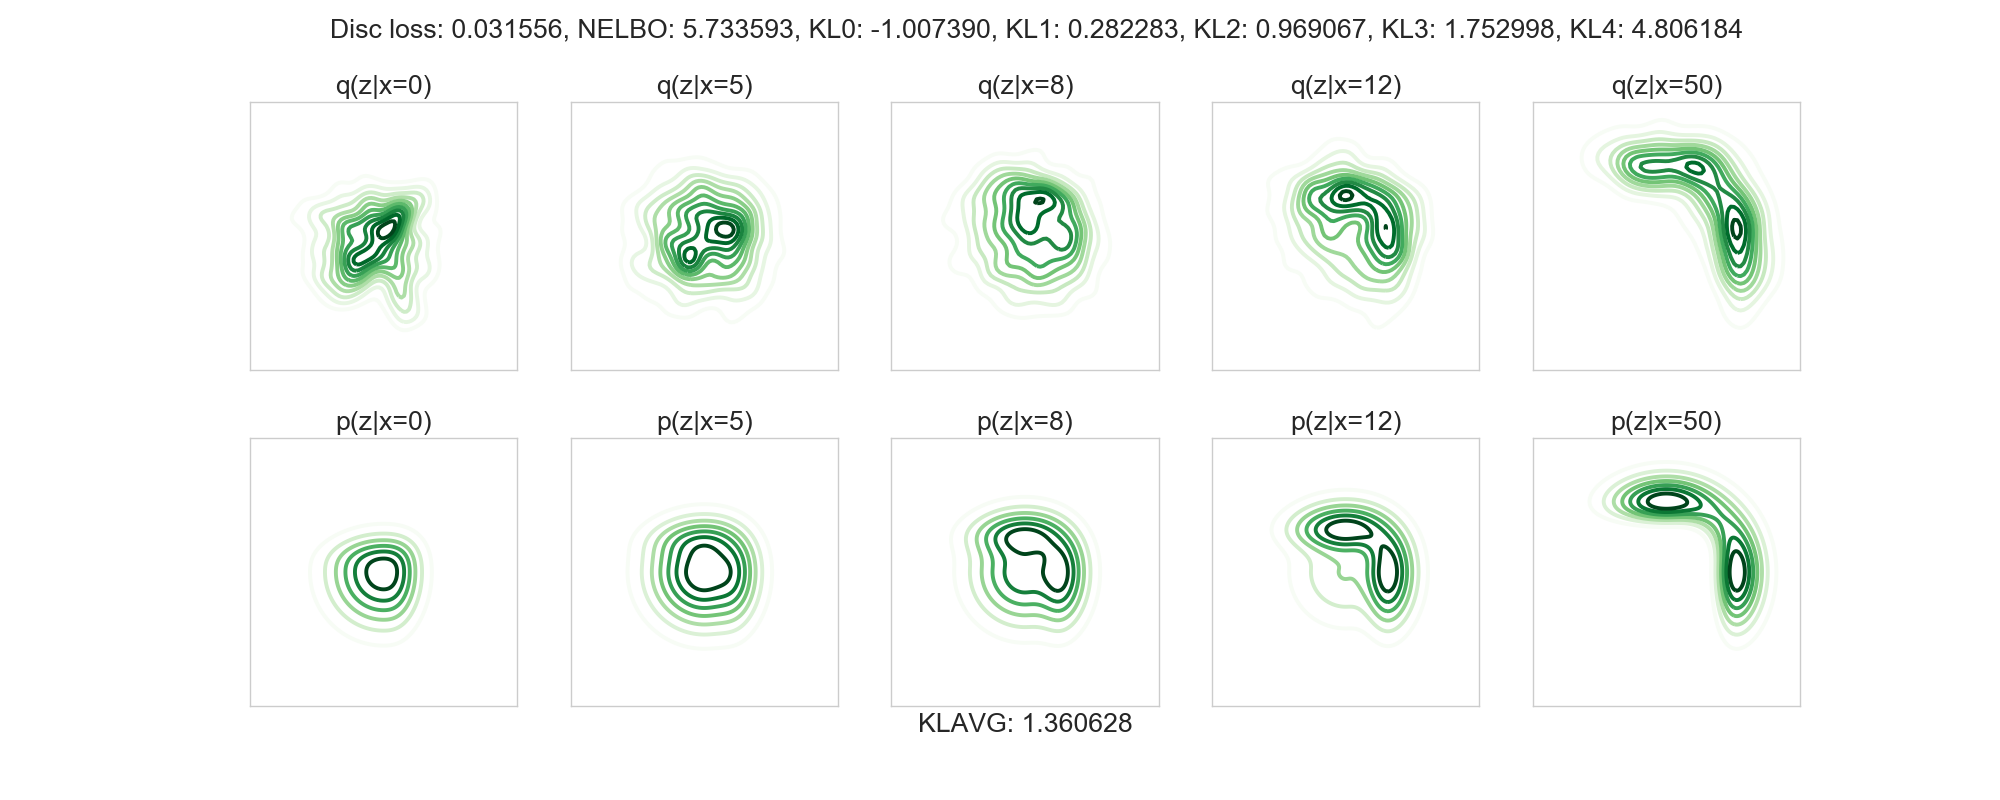 Disc loss: 0.031556, NELBO: 5.733593, KL0: -1.007390, KL1: 0.282283, KL2: 0.969067, KL3: 1.752998, KL4: 4.806184
q(z|x=0) q(z|x=5) q(z|x=8) q(z|x=12) q(z|x=50)
p(z|x=0) p(z|x=5) p(z|x=8) p(z|x=12) p(z|x=50)
KLAVG: 1.360628